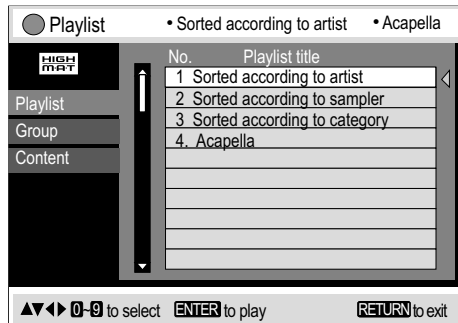 Playlist • Sorted according to artist • Acapella
HIGH MAT
No. Playlist title
1 Sorted according to artist
2 Sorted according to sampler
3 Sorted according to category
4. Acapella
Playlist
Group
Content
▲▼◀▶ 0~9 to select ENTER to play RETURN to exit